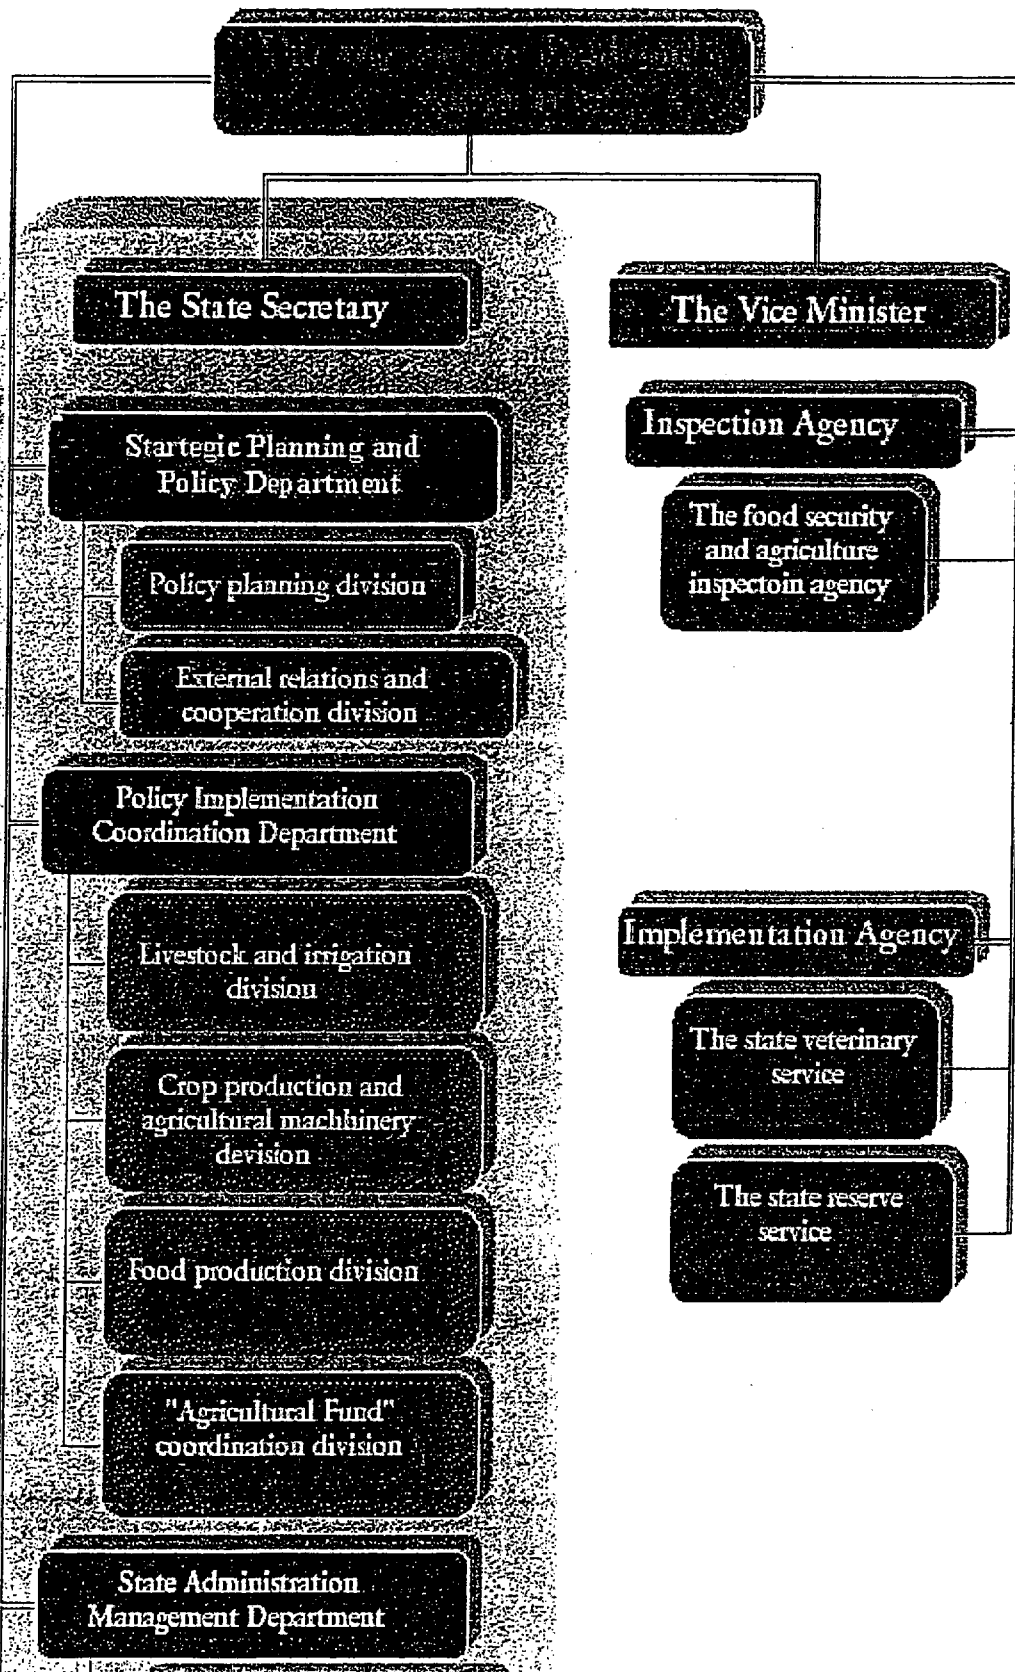 The State Secretary
Startegic Planning and
Policy Department
Policy planning division
External relations and
cooperation division
Policy Implementation
Coordination Department
Livestock and irrigation
division
Crop production and
agricultural machhinery
devision
Food production division
"Agricultural Fund"
coordination division
State Administration
Management Department
The Vice Minister
Inspection Agency
The food security
and agriculture
inspectoin agency
Implementation Agency
The state veterinary
service
The state reserve
service